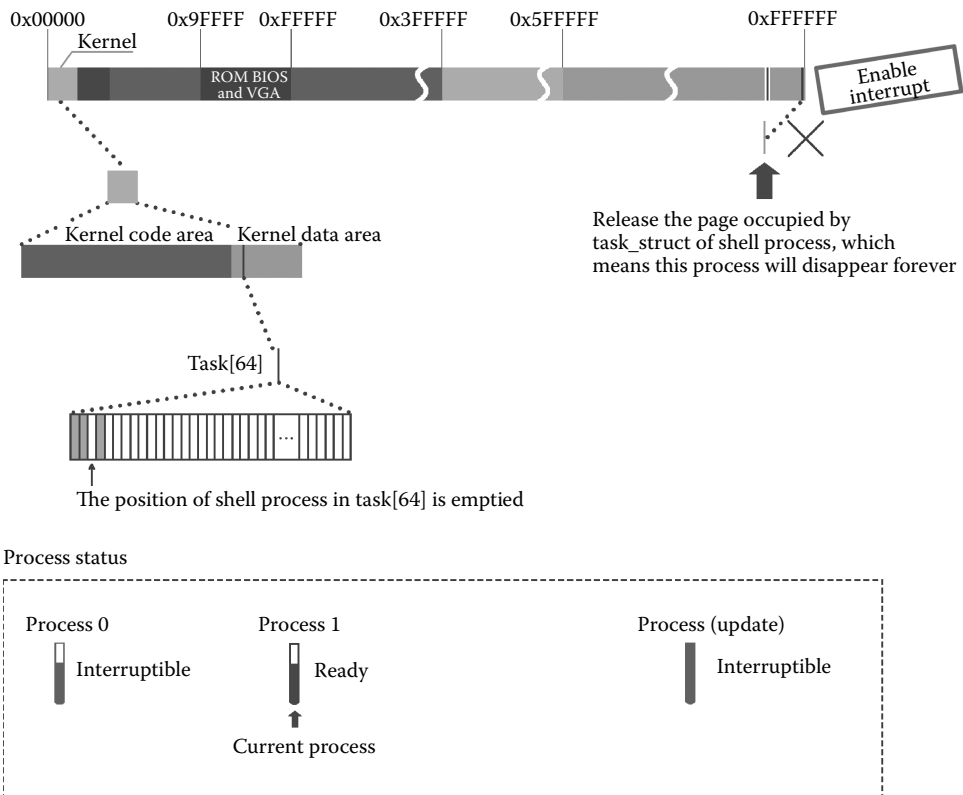 0x00000 0x9FFFF 0xFFFFF 0x3FFFFF 0x5FFFFF 0xFFFFFF
Kernel
ROM BIOS
and VGA
Enable
interrupt
Release the page occupied by
task_struct of shell process, which
means this process will disappear forever
Kernel code area Kernel data area
Task[64]
...
The position of shell process in task[64] is emptied
Process status
Process 0 Process 1 Process (update)
Interruptible Ready Interruptible
Current process